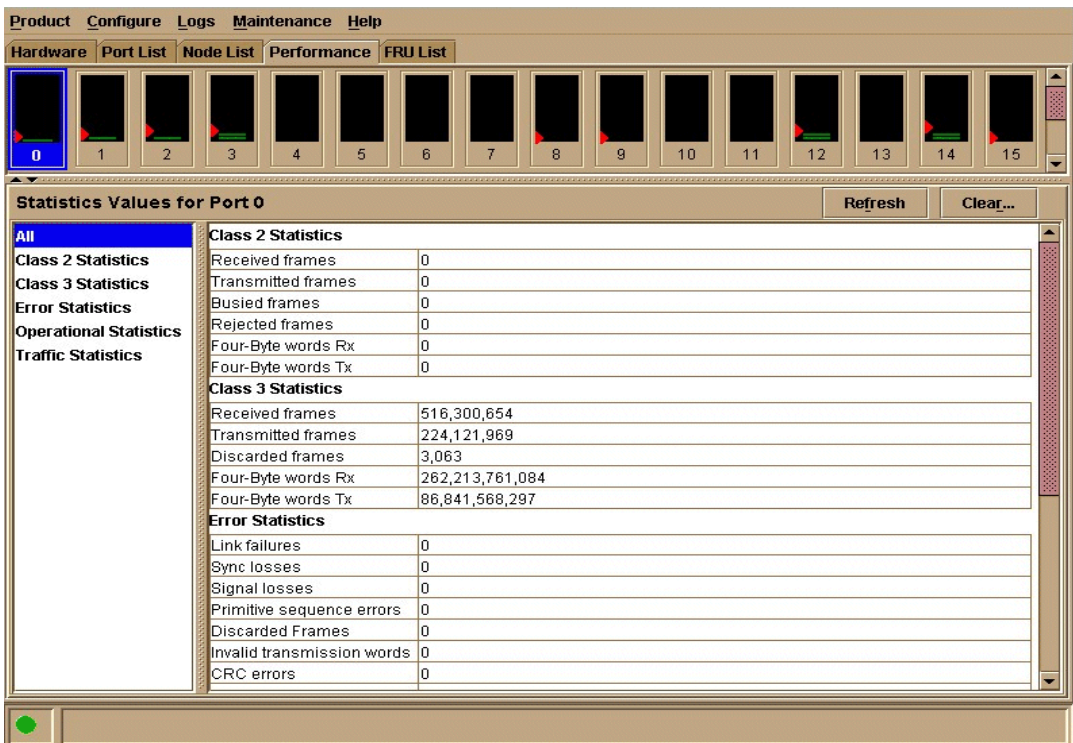 Product Configure Logs Maintenance Help
Hardware Port List Node List Performance FRU List
0 1 2 3 4 5 6 7 8 9 10 11 12 13 14 15
Statistics Values for Port 0 Refresh Clear...
All
Class 2 Statistics
Class 3 Statistics
Error Statistics
Operational Statistics
Traffic Statistics
Class 2 Statistics
Received frames 0
Transmitted frames 0
Busied frames 0
Rejected frames 0
Four-Byte words Rx 0
Four-Byte words Tx 0
Class 3 Statistics
Received frames 516,300,654
Transmitted frames 224,121,969
Discarded frames 3,063
Four-Byte words Rx 262,213,761,084
Four-Byte words Tx 86,841,568,297
Error Statistics
Link failures 0
Sync losses 0
Signal losses 0
Primitive sequence errors 0
Discarded Frames 0
Invalid transmission words 0
CRC errors 0